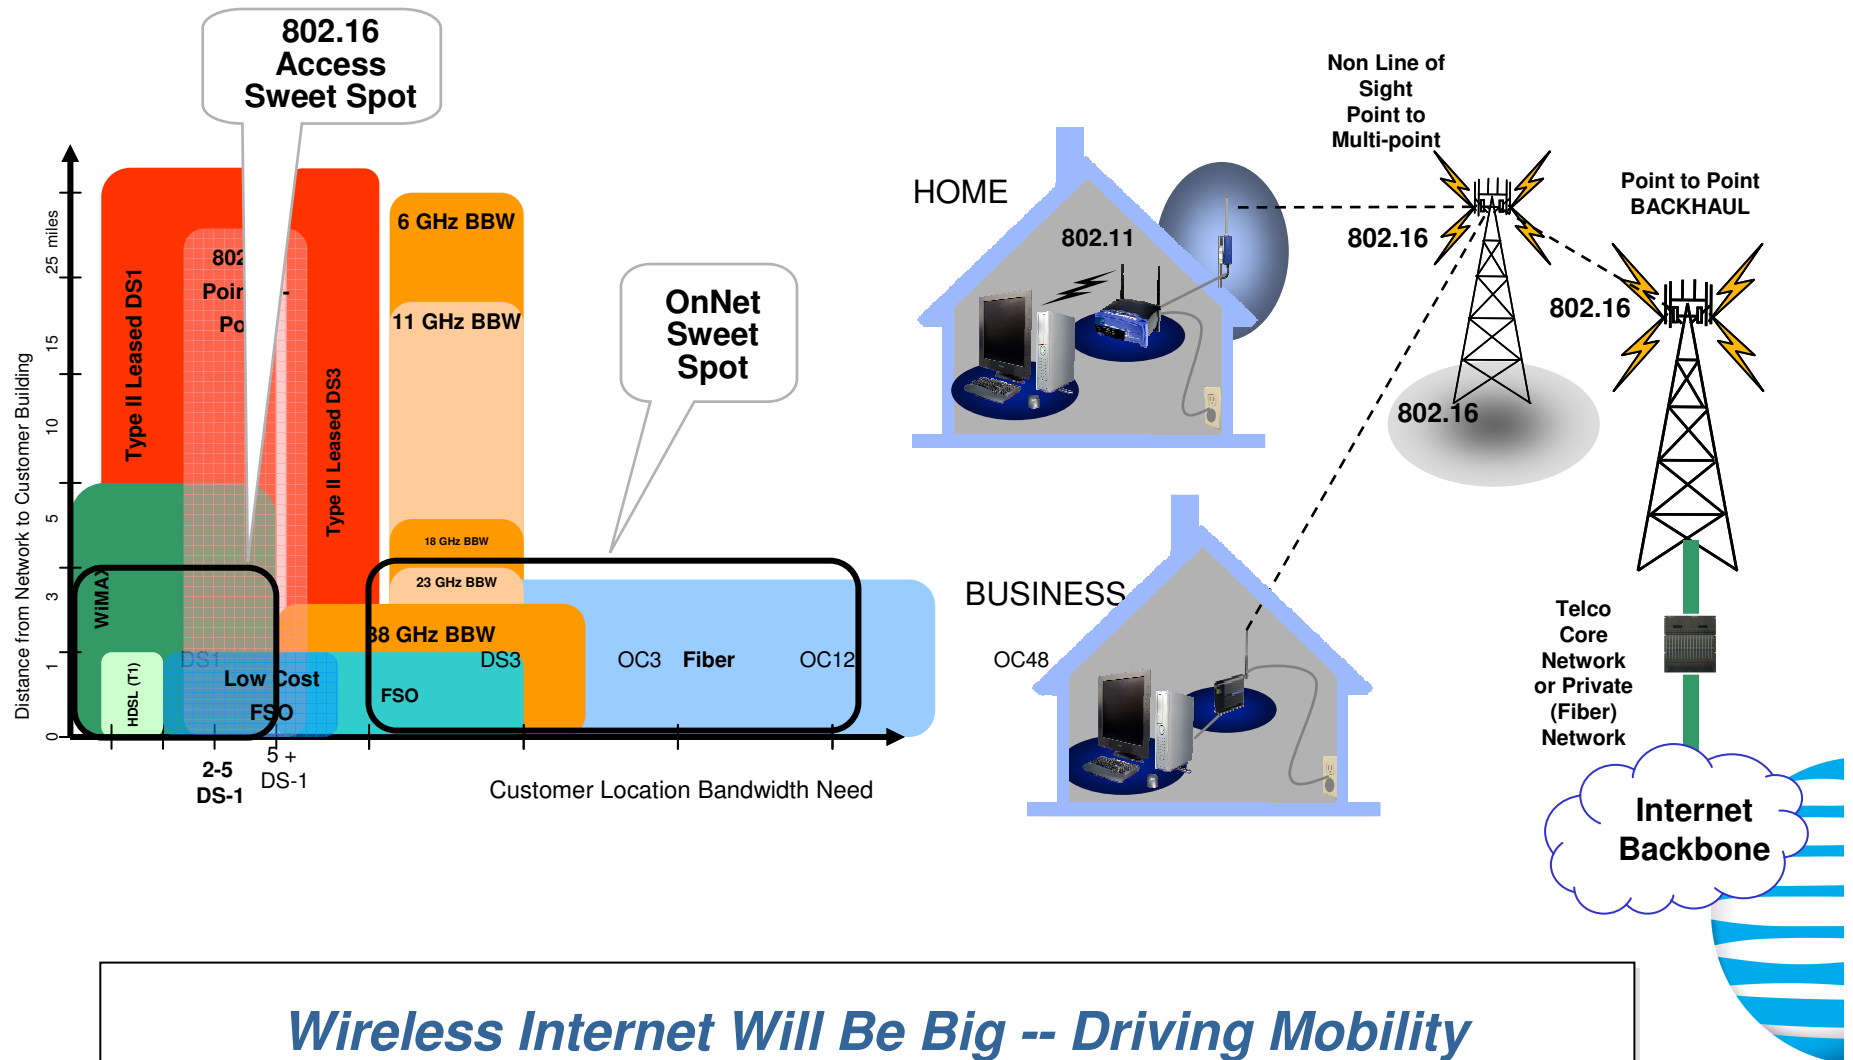 802.16
Access
Sweet Spot
25 miles
15
10
5
3
1
0
Distance from Network to Customer Building
Type II Leased DS1
802
Poin -
Po
Type II Leased DS3
6 GHz BBW
11 GHz BBW
18 GHz BBW
23 GHz BBW
38 GHz BBW
OnNet
Sweet
Spot
WiMAX
HDSL (T1)
DS1
Low Cost
FSO
FSO
DS3
OC3
Fiber
OC12
OC48
2-5
DS-1
5 +
DS-1
Customer Location Bandwidth Need
HOME
802.11
Non Line of
Sight
Point to
Multi-point
802.16
Point to Point
BACKHAUL
802.16
802.16
BUSINESS
Telco
Core
Network
or Private
(Fiber)
Network
Internet
Backbone
Wireless Internet Will Be Big -- Driving Mobility